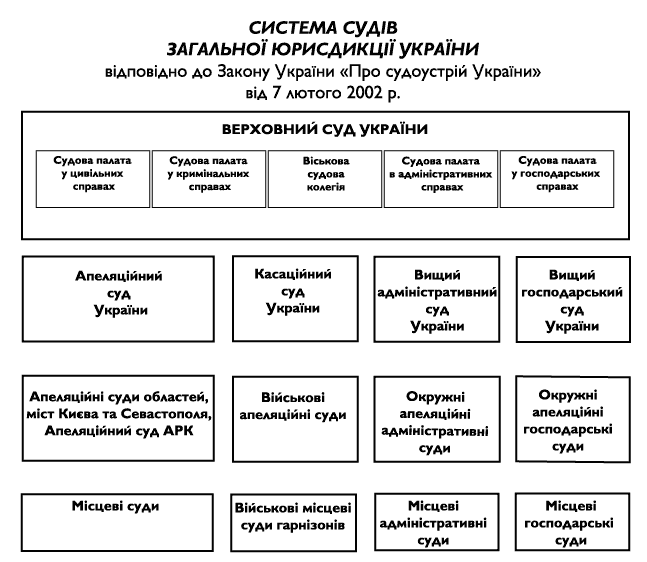 СИСТЕМА СУДІВ
ЗАГАЛЬНОЇ ЮРИСДИКЦІЇ УКРАЇНИ
відповідно до Закону України «Про судоустрій України»
від 7 лютого 2002 р.
ВЕРХОВНИЙ СУД УКРАЇНИ
Судова палата
у цивільних
справах
Судова палата
у кримінальних
справах
Віськова
судова
колегія
Судова палата
в адміністративних
справах
Судова палата
у господарських
справах
Апеляційний
суд
України
Касаційний
суд
України
Вищий
адміністративний
суд
України
Вищий
господарський
суд
України
Апеляційні суди областей,
міст Києва та Севастополя,
Апеляційний суд АРК
Військові
апеляційні суди
Окружні
апеляційні
адміністративні
суди
Окружні
апеляційні
господарські
суди
Місцеві суди
Військові місцеві
суди гарнізонів
Місцеві
адміністративні
суди
Місцеві
господарські
суди